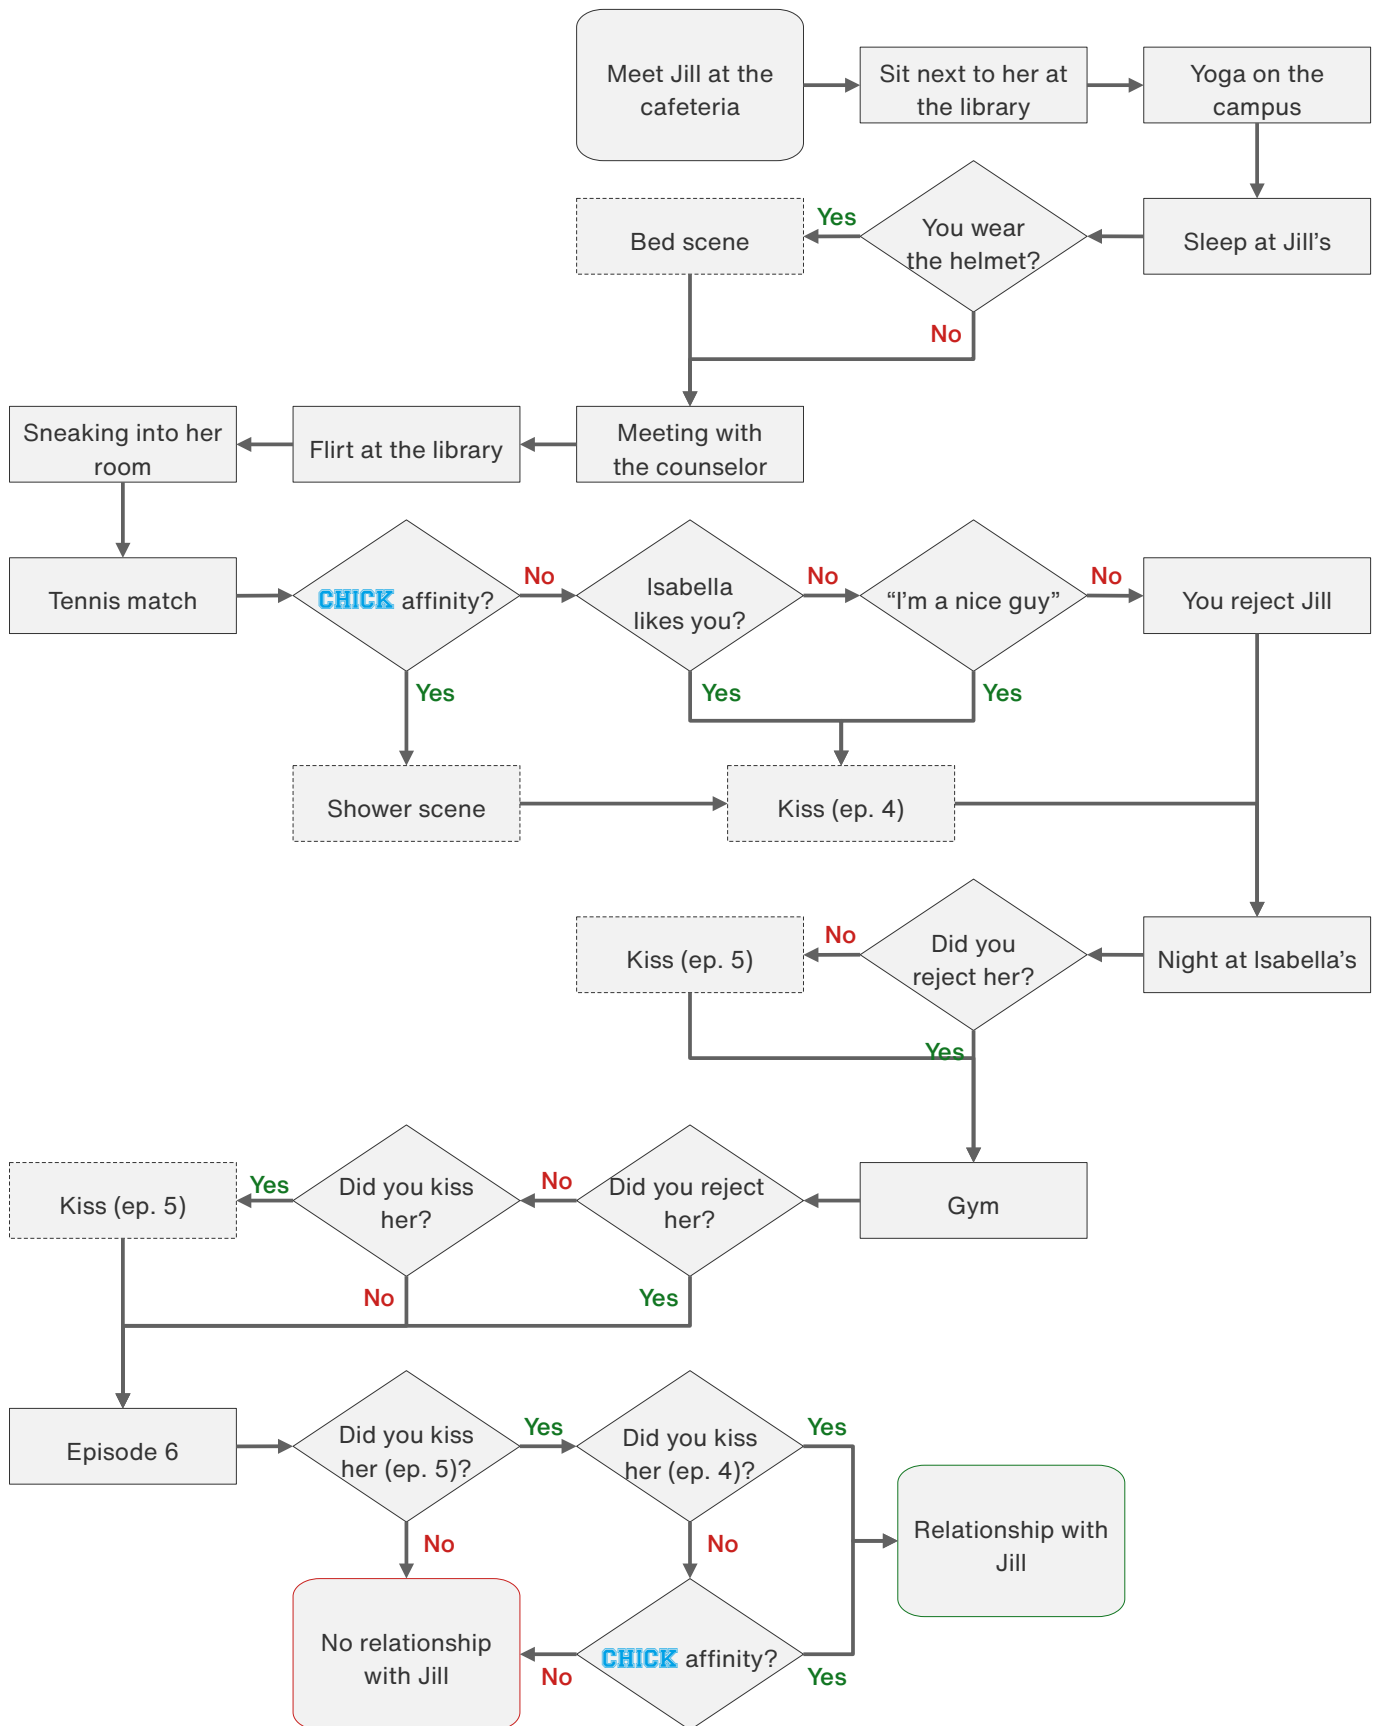 Meet Jill at the
cafeteria
Sit next to her at
the library
Yoga on the
campus
Yes
Bed scene
You wear
the helmet?
Sleep at Jill's
No
Sneaking into her
room
Flirt at the library
Meeting with
the counselor
Tennis match
CHICK affinity?
No
Isabella
likes you?
No
“I'm a nice guy”
No
You reject Jill
Yes
Yes
Yes
Shower scene
Kiss (ep. 4)
Kiss (ep. 5)
No
Did you
reject her?
Night at Isabella's
Yes
Kiss (ep. 5)
Yes
Did you kiss
her?
No
Did you reject
her?
Gym
No
Yes
Episode 6
Did you kiss
her (ep. 5)?
Yes
Did you kiss
her (ep. 4)?
Yes
Relationship with
Jill
No
No
No relationship
with Jill
No
CHICK affinity?
Yes